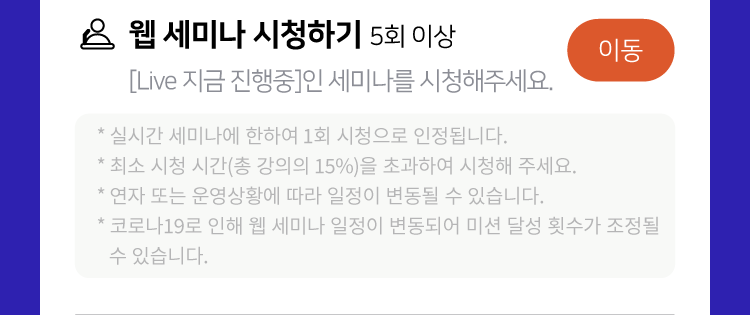 웹 세미나 시청하기 5회 이상
이동
[Live 지금 진행중]인 세미나를 시청해주세요.
* 실시간 세미나에 한하여 1회 시청으로 인정됩니다.
* 최소 시청 시간(총 강의의 15%)을 초과하여 시청해 주세요.
* 연자 또는 운영상황에 따라 일정이 변동될 수 있습니다.
* 코로나19로 인해 웹 세미나 일정이 변동되어 미션 달성 횟수가 조정될
수 있습니다.